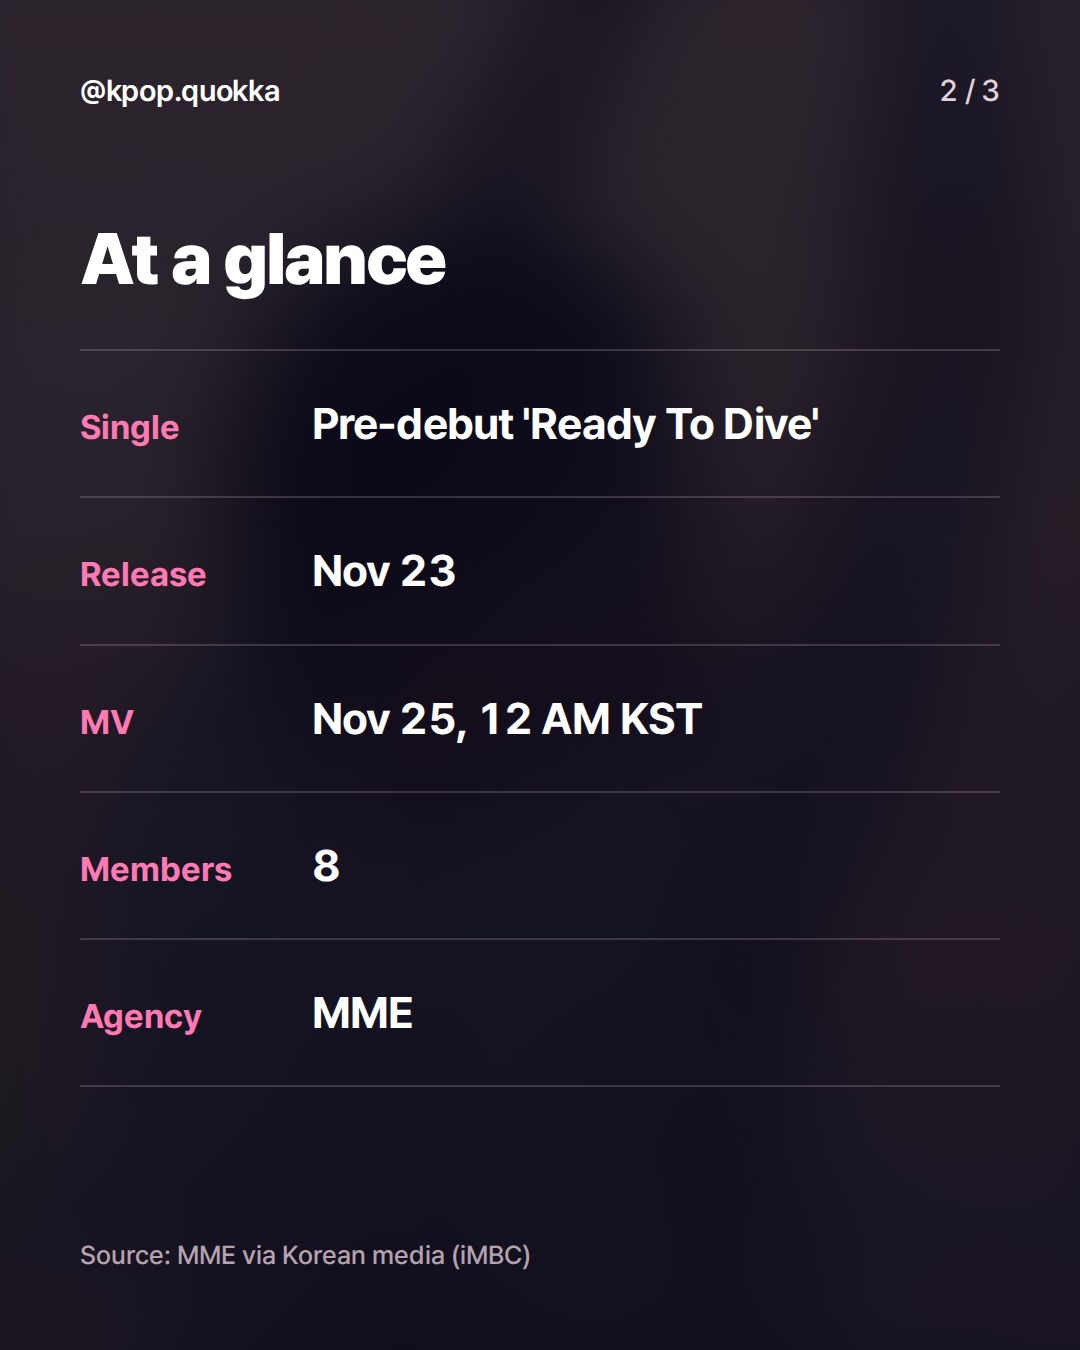 @kpop.quokka
2 / 3
At a glance
Single
Pre-debut 'Ready To Dive'
Release
Nov 23
MV
Nov 25, 12 AM KST
Members
8
Agency
MME
Source: MME via Korean media (iMBC)